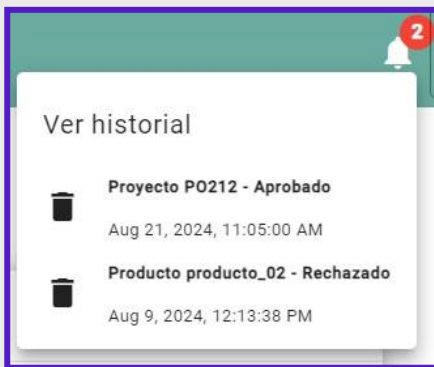 2
Ver historial
Proyecto PO212 - Aprobado
Aug 21, 2024, 11:05:00 AM
Producto producto_02 - Rechazado
Aug 9, 2024, 12:13:38 PM